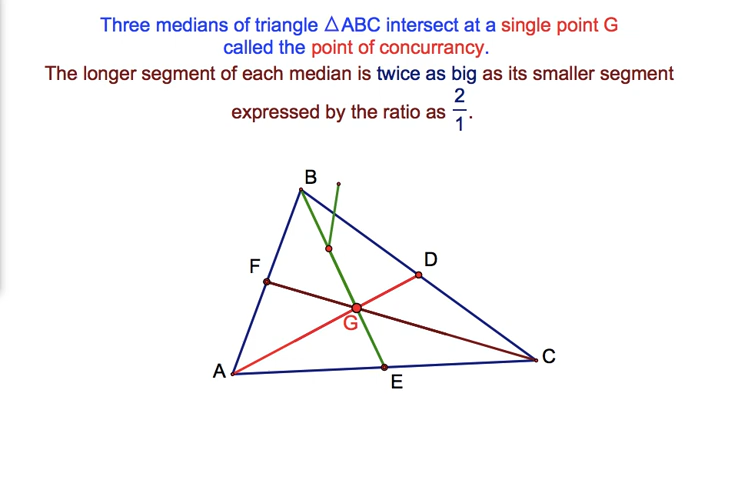 Three medians of triangle △ABC intersect at a single point G
called the point of concurrancy.
The longer segment of each median is twice as big as its smaller segment
expressed by the ratio as 2/1.
B
F
D
G
A
C
E